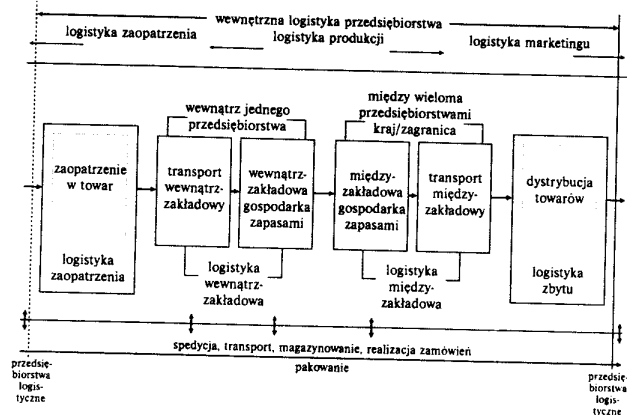 wewnętrzna logistyka przedsiębiorstwa
logistyka zaopatrzenia
logistyka produkcji
logistyka marketingu
wewnątrz jednego
przedsiębiorstwa
między wieloma
przedsiębiorstwami
kraj/zagranica
zaopatrzenie
w towar
logistyka
zaopatrzenia
transport
wewnątrz-
zakładowy
wewnątrz-
zakładowa
gospodarka
zapasami
między-
zakładowa
gospodarka
zapasami
transport
między-
zakładowy
dystrybucja
towarów
logistyka
zbytu
logistyka
wewnątrz-
zakładowa
logistyka
między-
zakładowa
spedycja, transport, magazynowanie, realizacja zamówień
pakowanie
przedsię-
biorstwa
logis-
tyczne
przedsię-
biorstwa
logis-
tyczne